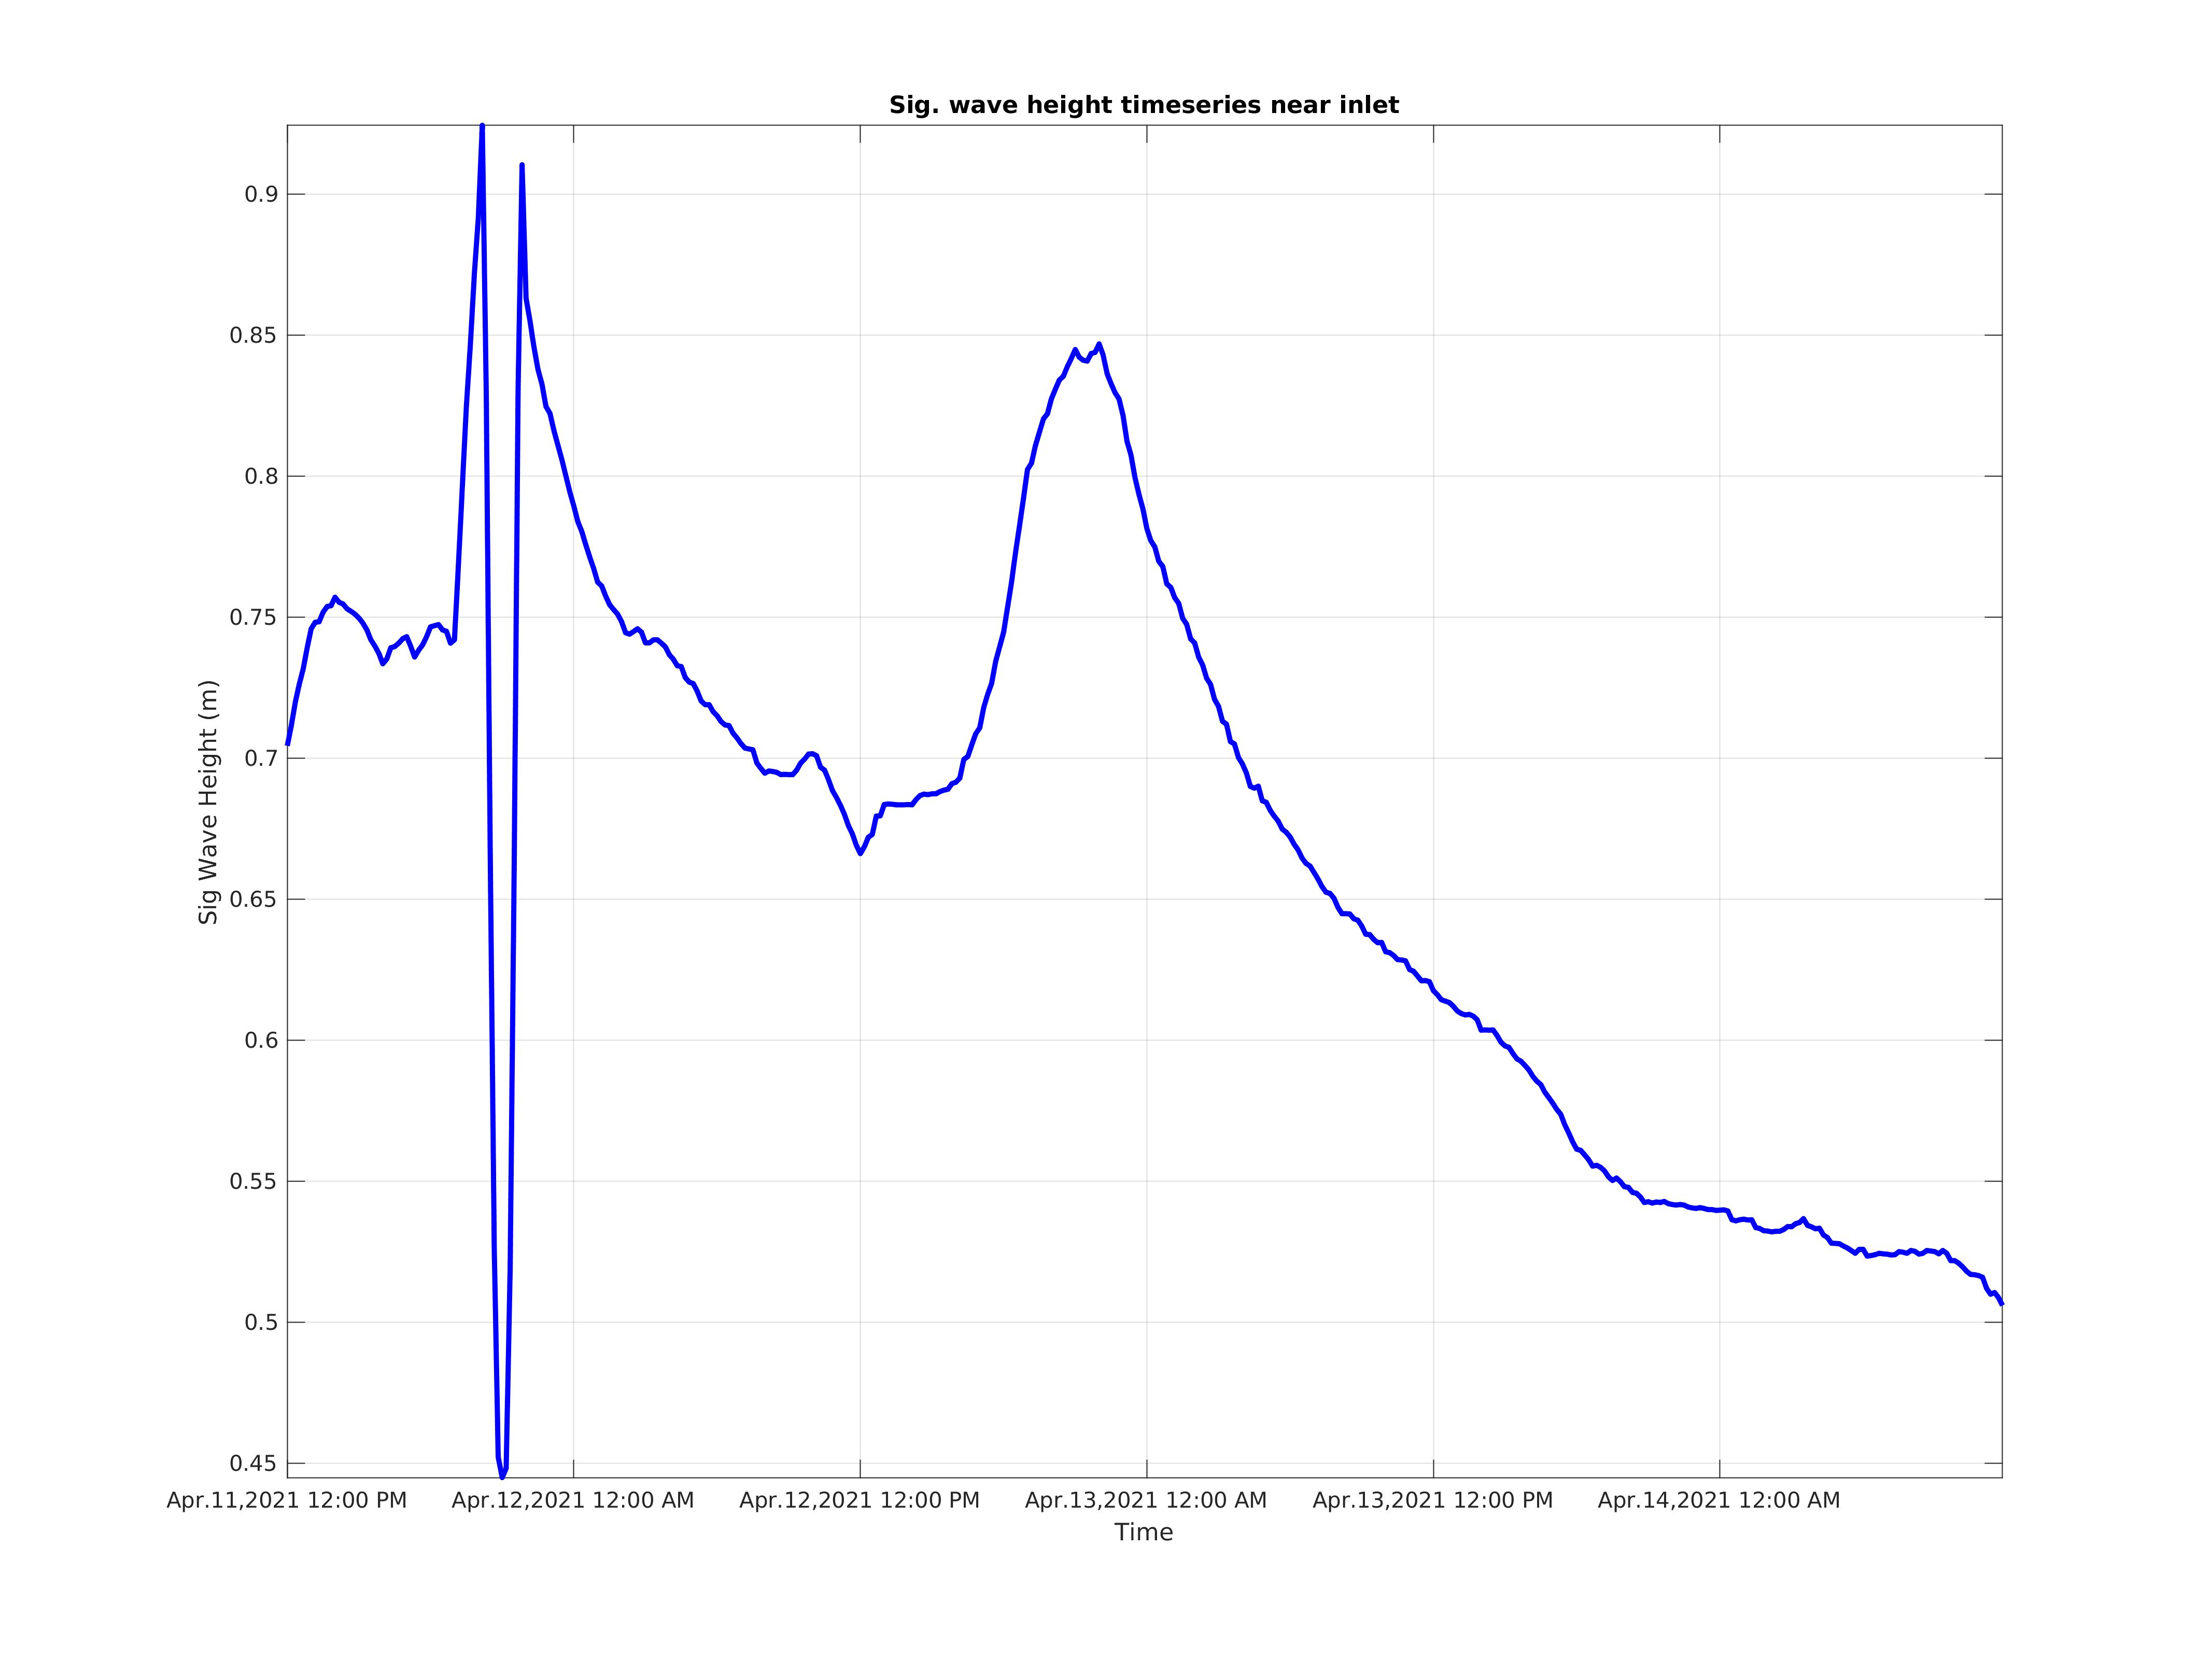 Sig. wave height timeseries near inlet
0.9
0.85
0.8
0.75
0.7
0.65
0.6
0.55
0.5
0.45
Sig Wave Height (m)
Apr.11,2021 12:00 PM
Apr.12,2021 12:00 AM
Apr.12,2021 12:00 PM
Apr.13,2021 12:00 AM
Apr.13,2021 12:00 PM
Apr.14,2021 12:00 AM
Time